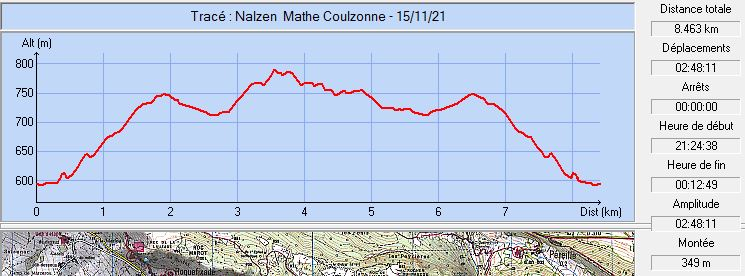 Tracé : Nalzen Mathe Coulzonne - 15/11/21
Alt (m)
800
750
700
650
600
0 1 2 3 4 5 6 7 Dist (km)
Distance totale
8.463 km
Déplacements
02:48:11
Arrêts
00:00:00
Heure de début
21:24:38
Heure de fin
00:12:49
Amplitude
02:48:11
Montée
349 m
Roquefixade
Péreille